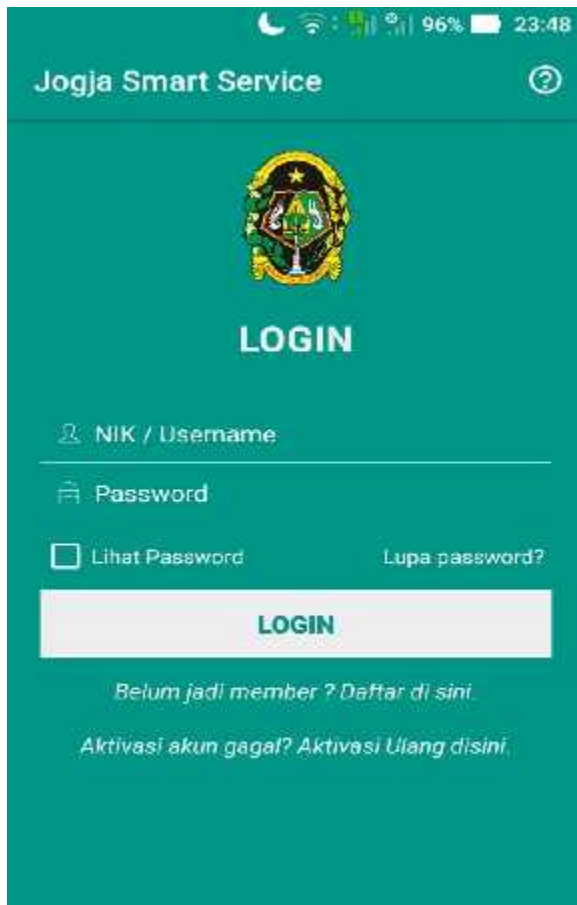 96% 23:48
Jogja Smart Service
LOGIN
NIK / Username
Password
Lihat Password Lupa password?
LOGIN
Belum jadi member ? Daftar di sini.
Aktivasi akun gagal? Aktivasi Ulang disini.